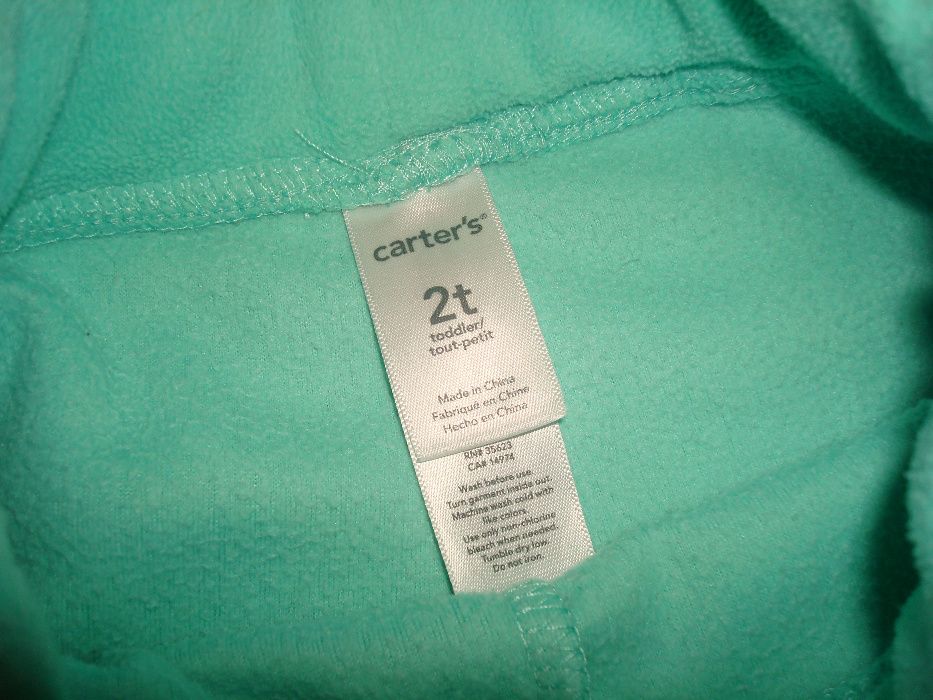 carter's®
2t
toddler/
tout-petit
Made in China
Fabriqué en Chine
Hecho en China
RN# 35623
CA# 14974
Wash before use.
Turn garment inside out.
Machine wash cold with
like colors.
Use only non-chlorine
bleach when needed.
Tumble dry low.
Do not iron.